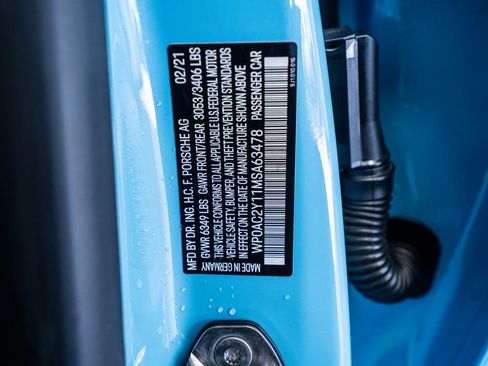 MFD BY DR. ING. H.C. F. PORSCHE AG 02/21
GVWR 6349 LBS GAWR FRONT/REAR 3053/3406 LBS
THIS VEHICLE CONFORMS TO ALL APPLICABLE U.S. FEDERAL MOTOR
VEHICLE SAFETY, BUMPER, AND THEFT PREVENTION STANDARDS
IN EFFECT ON THE DATE OF MANUFACTURE SHOWN ABOVE
WP0AC2Y11MSA63478 PASSENGER CAR
MADE IN GERMANY